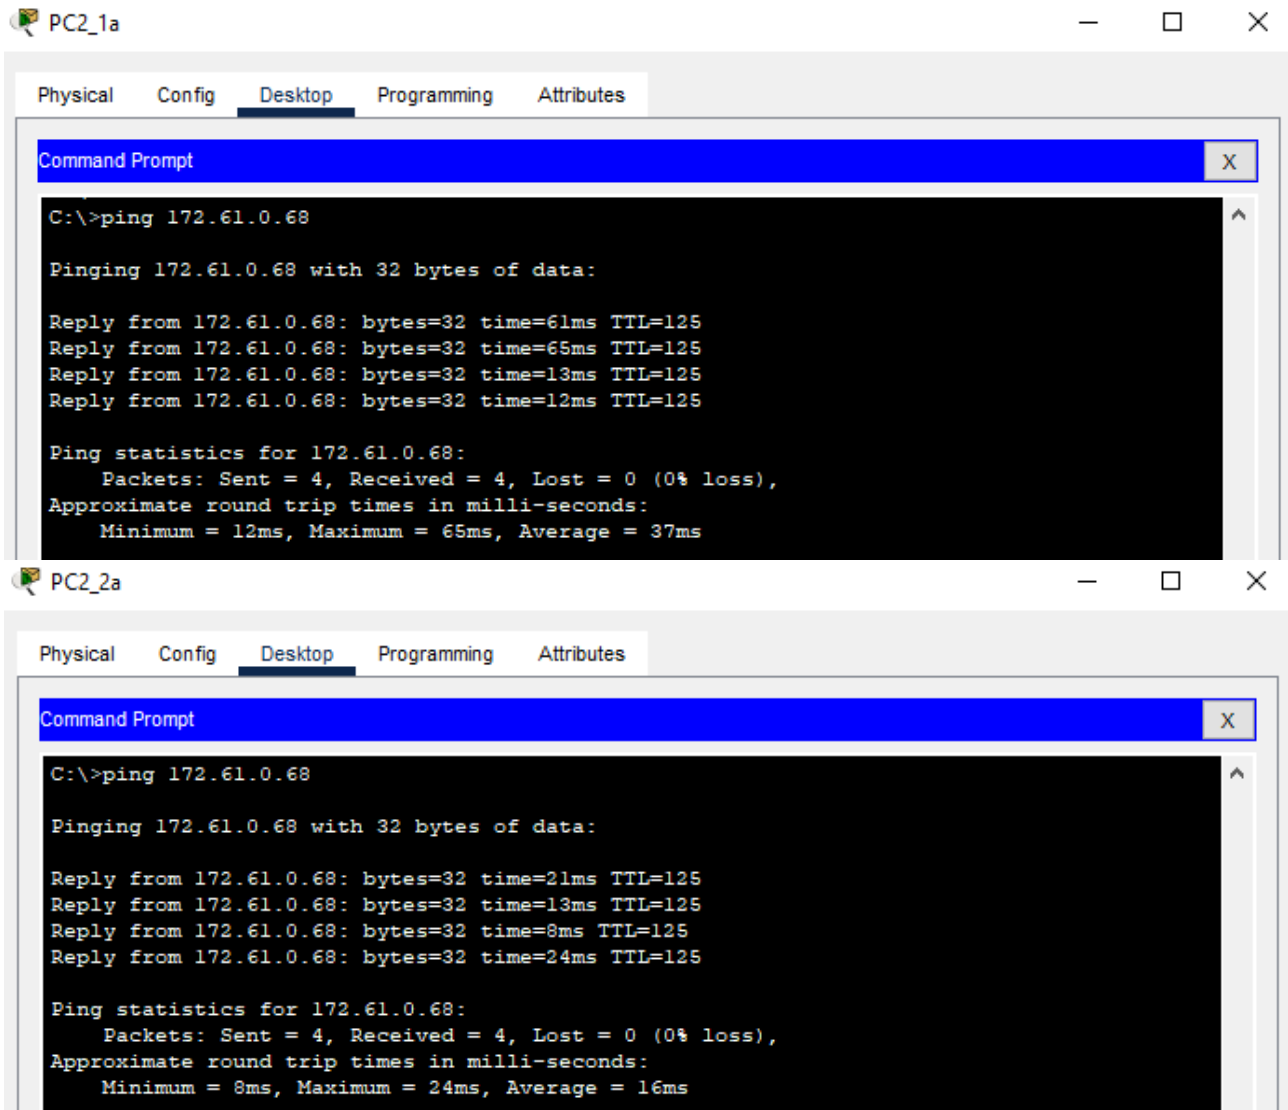 PC2_1a
Physical Config Desktop Programming Attributes
Command Prompt X
C:\>ping 172.61.0.68
Pinging 172.61.0.68 with 32 bytes of data:
Reply from 172.61.0.68: bytes=32 time=61ms TTL=125
Reply from 172.61.0.68: bytes=32 time=65ms TTL=125
Reply from 172.61.0.68: bytes=32 time=13ms TTL=125
Reply from 172.61.0.68: bytes=32 time=12ms TTL=125
Ping statistics for 172.61.0.68:
Packets: Sent = 4, Received = 4, Lost = 0 (0% loss),
Approximate round trip times in milli-seconds:
Minimum = 12ms, Maximum = 65ms, Average = 37ms
PC2_2a
Physical Config Desktop Programming Attributes
Command Prompt X
C:\>ping 172.61.0.68
Pinging 172.61.0.68 with 32 bytes of data:
Reply from 172.61.0.68: bytes=32 time=21ms TTL=125
Reply from 172.61.0.68: bytes=32 time=13ms TTL=125
Reply from 172.61.0.68: bytes=32 time=8ms TTL=125
Reply from 172.61.0.68: bytes=32 time=24ms TTL=125
Ping statistics for 172.61.0.68:
Packets: Sent = 4, Received = 4, Lost = 0 (0% loss),
Approximate round trip times in milli-seconds:
Minimum = 8ms, Maximum = 24ms, Average = 16ms